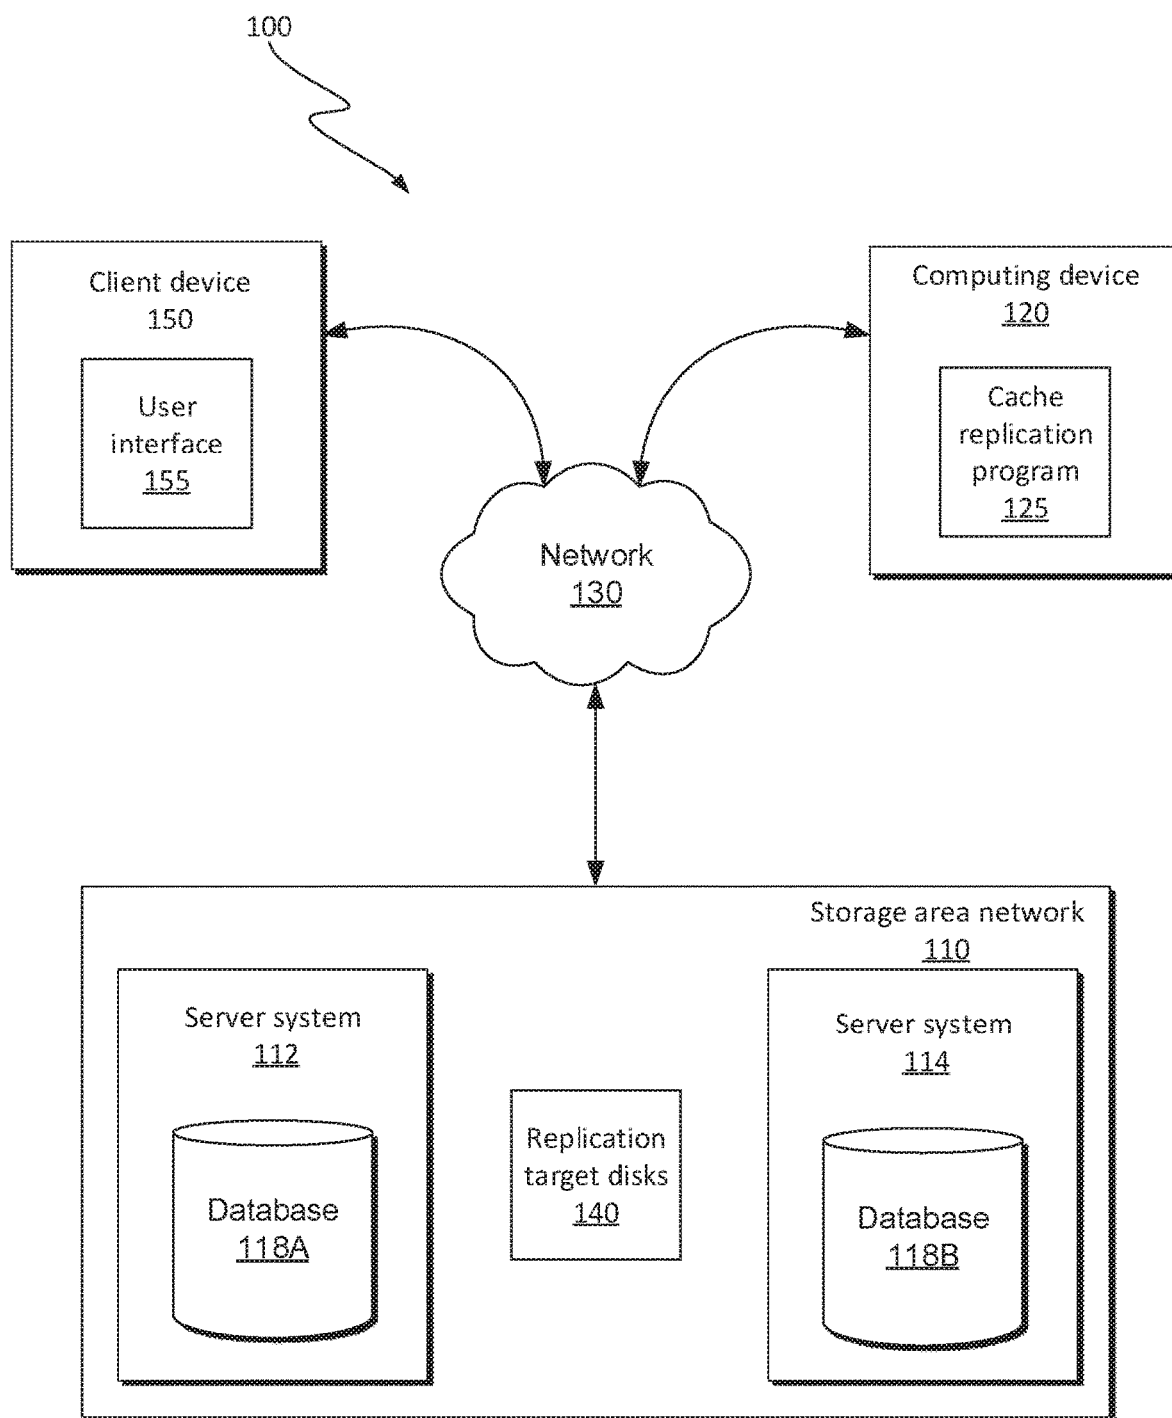 100
Client device
150
User
interface
155
Computing device
120
Cache
replication
program
125
Network
130
Storage area network
110
Server system
112
Database
118A
Replication
target disks
140
Server system
114
Database
118B